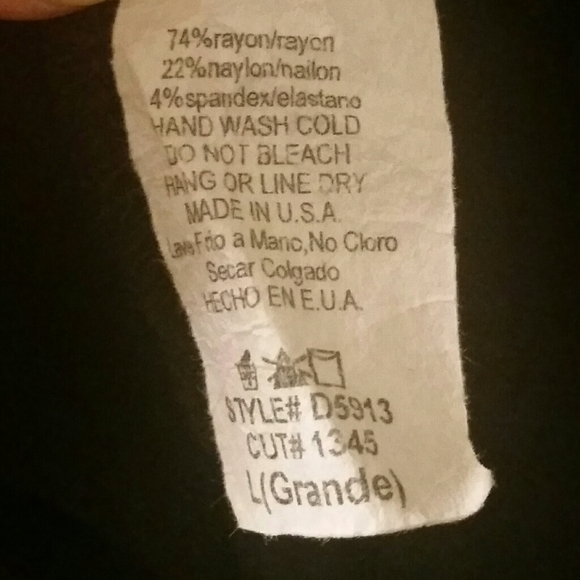 74%rayon/rayon
22%naylon/nailon
4%spandex/elastano
HAND WASH COLD
DO NOT BLEACH
HANG OR LINE DRY
MADE IN U.S.A.
Lave Frio a Mano,No Cloro
Secar Colgado
HECHO EN E.U.A.
STYLE# D5913
CUT# 1345
L(Grande)